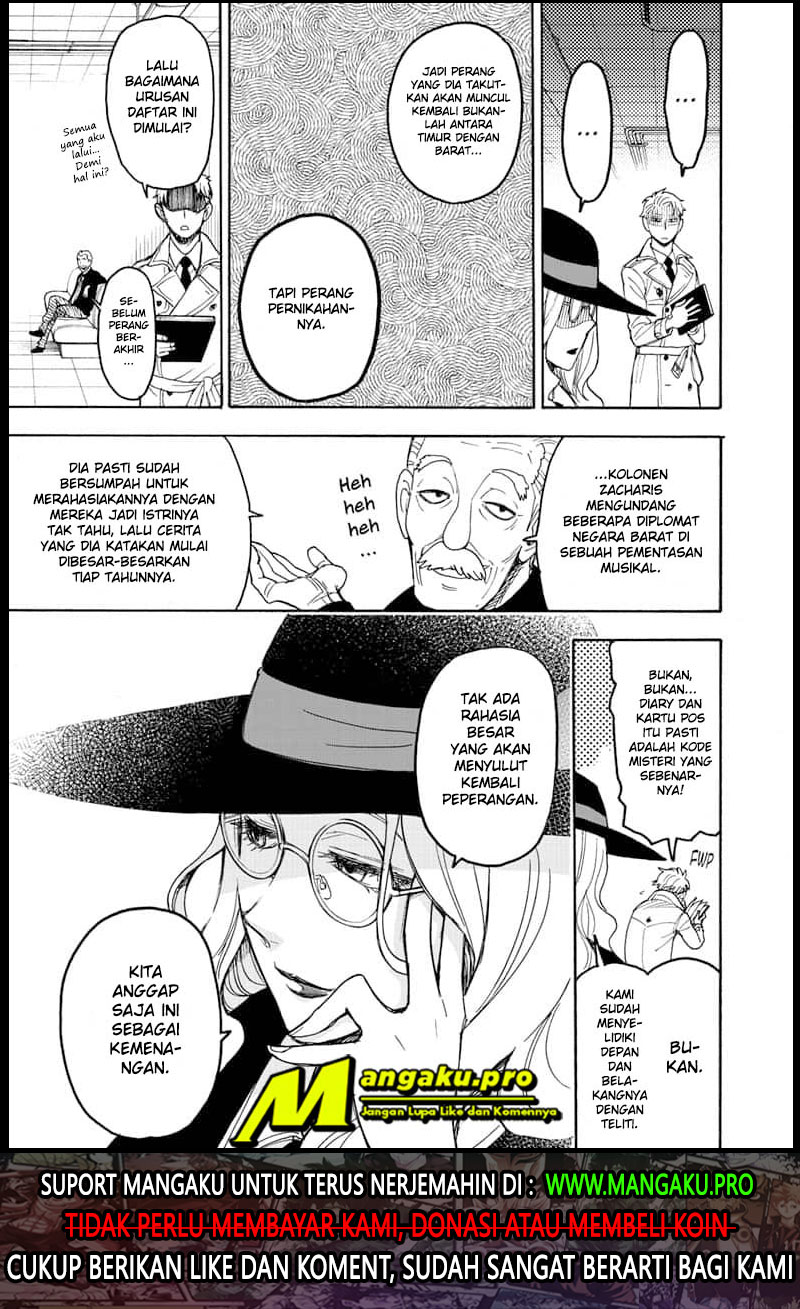 ...
...
JADI PERANG
YANG DIA TAKUT-
KAN AKAN MUNCUL
KEMBALI BUKAN-
LAH ANTARA
TIMUR DENGAN
BARAT...
TAPI PERANG
PERNIKAHAN-
NYA.
LALU
BAGAIMANA
URUSAN
DAFTAR INI
DIMULAI?
Semua
yang aku
lalui...
Demi
hal ini?
SE-
BELUM
PERANG
BER-
AKHIR
...
...KOLONEN
ZACHARIS
MENGUNDANG
BEBERAPA DIPLOMAT
NEGARA BARAT DI
SEBUAH PEMENTASAN
MUSIKAL.
Heh
heh
heh
...
DIA PASTI SUDAH
BERSUMPAH UNTUK
MERAHASIAKANNYA DENGAN
MEREKA JADI ISTRINYA
TAK TAHU, LALU CERITA
YANG DIA KATAKAN MULAI
DIBESAR-BESARKAN
TIAP TAHUNNYA.
BUKAN,
BUKAN...
DIARY DAN
KARTU POS
ITU PASTI
ADALAH KODE
MISTERI YANG
SEBENAR-
NYA!
FWP
BU-
KAN.
KAMI
SUDAH
MENYE-
LIDIKI
DEPAN
DAN
BELA-
KANGNYA
DENGAN
TELITI.
TAK ADA
RAHASIA
BESAR
YANG AKAN
MENYULUT
KEMBALI
PEPERANGAN.
KITA
ANGGAP
SAJA INI
SEBAGAI
KEMENA-
NGAN.
Mangaku.pro
Jangan Lupa Like dan Komennya
SUPORT MANGAKU UNTUK TERUS NERJEMAHIN DI : WWW.MANGAKU.PRO
TIDAK PERLU MEMBAYAR KAMI, DONASI ATAU MEMBELI KOIN
CUKUP BERIKAN LIKE DAN KOMENT, SUDAH SANGAT BERARTI BAGI KAMI